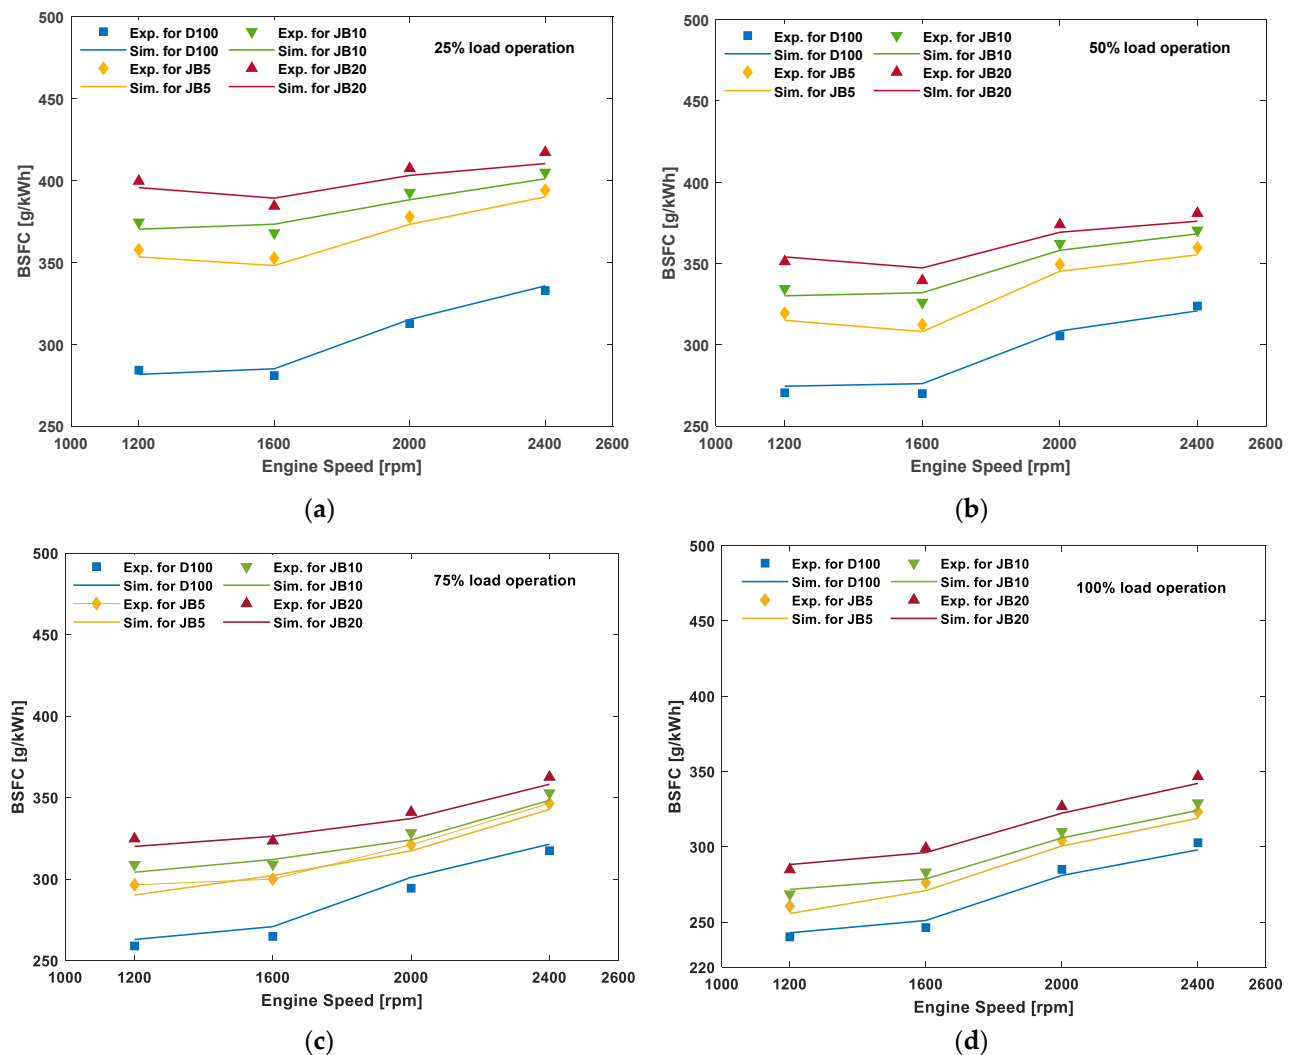 500
450
400
350
300
250
BSFC [g/kWh]
Exp. for D100
Sim. for D100
Exp. for JB5
Sim. for JB5
Exp. for JB10
Sim. for JB10
Exp. for JB20
Sim. for JB20
25% load operation
1000 1200 1600 2000 2400 2600
Engine Speed [rpm]
(a)
500
450
400
350
300
250
BSFC [g/kWh]
Exp. for D100
Sim. for D100
Exp. for JB5
Sim. for JB5
Exp. for JB10
Sim. for JB10
Exp. for JB20
SIm. for JB20
50% load operation
1000 1200 1600 2000 2400 2600
Engine Speed [rpm]
(b)
500
450
400
350
300
250
BSFC [g/kWh]
Exp. for D100
Sim. for D100
Exp. for JB5
Sim. for JB5
Exp. for JB10
Sim. for JB10
Exp. for JB20
Sim. for JB20
75% load operation
1000 1200 1600 2000 2400 2600
Engine Speed [rpm]
(c)
500
450
400
350
300
250
220
BSFC [g/kWh]
Exp. for D100
Sim. for D100
Exp. for JB5
Sim. for JB5
Exp. for JB10
Sim. for JB10
Exp. for JB20
Sim. for JB20
100% load operation
1000 1200 1600 2000 2400 2600
Engine Speed [rpm]
(d)